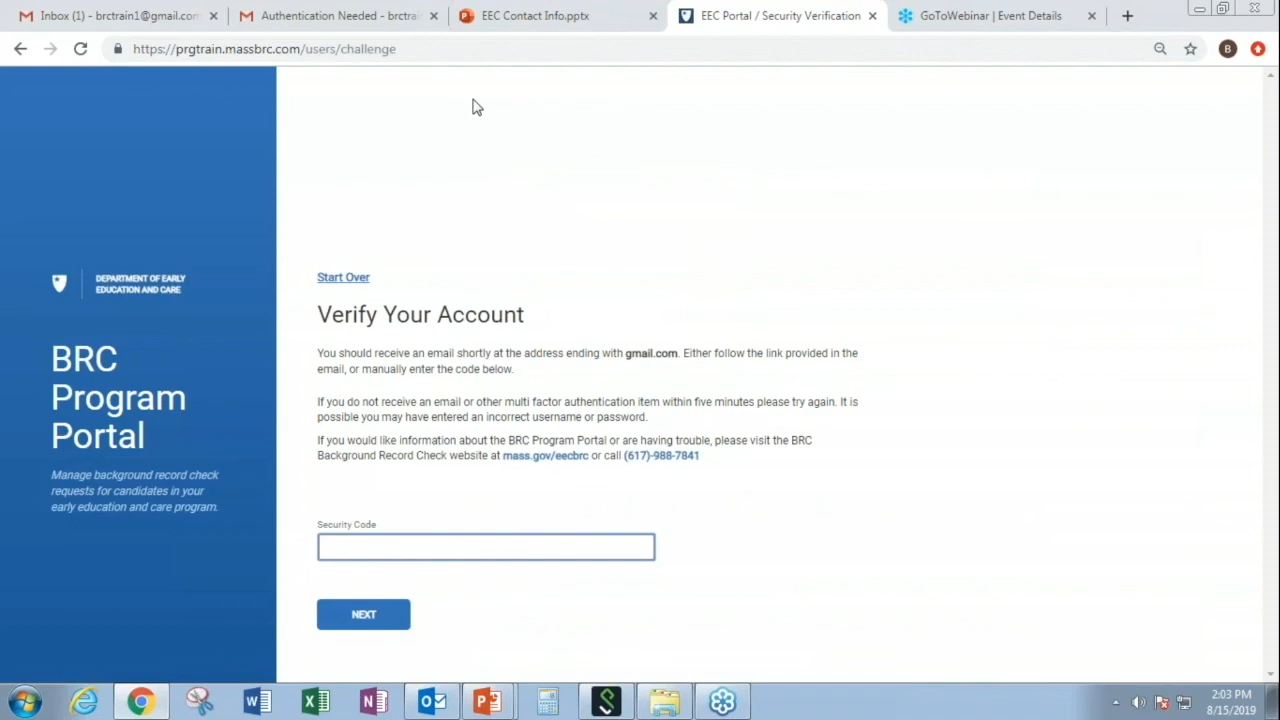 Inbox (1) - brctrain1@gmail.com
Authentication Needed - brctrai
EEC Contact Info.pptx
EEC Portal / Security Verification
GoToWebinar | Event Details
https://prgtrain.massbrc.com/users/challenge
B
DEPARTMENT OF EARLY
EDUCATION AND CARE
BRC
Program
Portal
Manage background record check
requests for candidates in your
early education and care program.
Start Over
Verify Your Account
You should receive an email shortly at the address ending with gmail.com. Either follow the link provided in the
email, or manually enter the code below.
If you do not receive an email or other multi factor authentication item within five minutes please try again. It is
possible you may have entered an incorrect username or password.
If you would like information about the BRC Program Portal or are having trouble, please visit the BRC
Background Record Check website at mass.gov/eecbrc or call (617)-988-7841
Security Code
NEXT
2:03 PM
8/15/2019